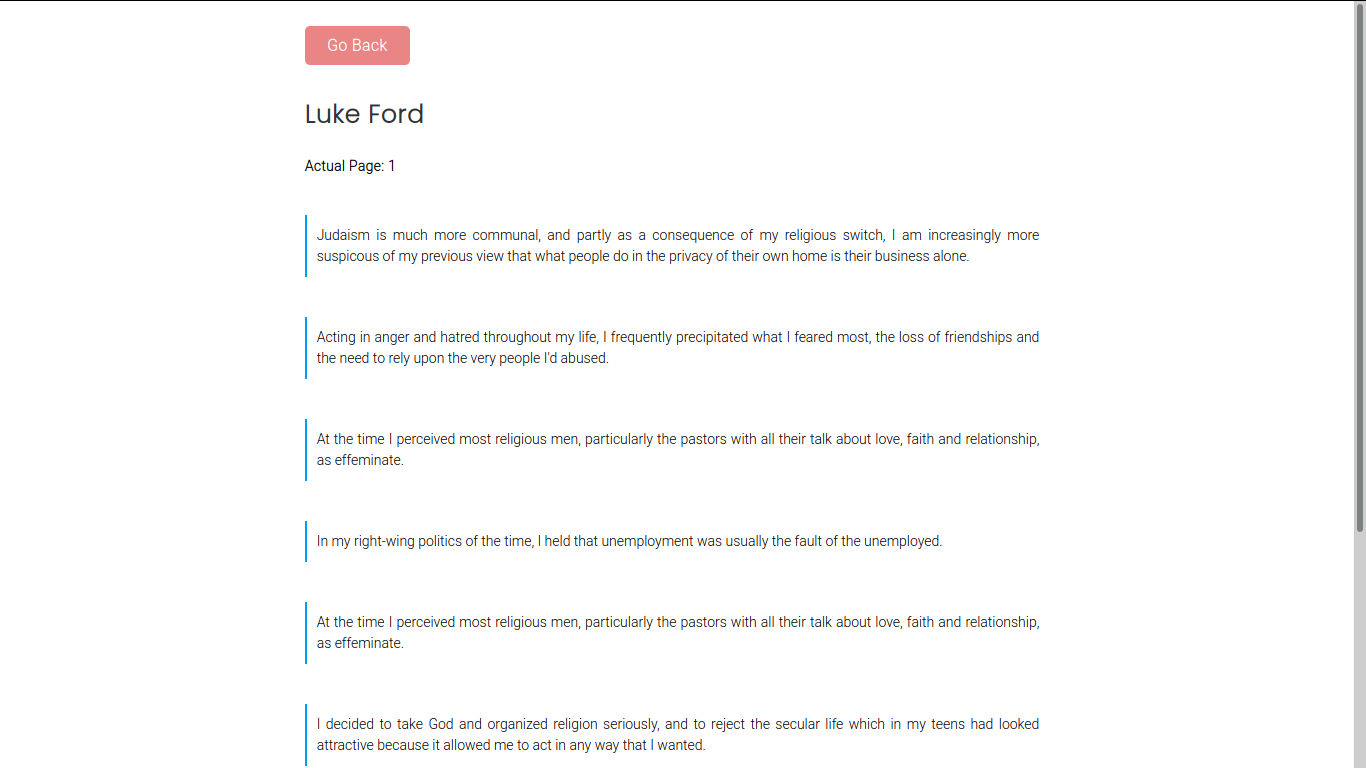 Go Back
Luke Ford
Actual Page: 1
Judaism is much more communal, and partly as a consequence of my religious switch, I am increasingly more
suspicous of my previous view that what people do in the privacy of their own home is their business alone.
Acting in anger and hatred throughout my life, I frequently precipitated what I feared most, the loss of friendships and
the need to rely upon the very people I'd abused.
At the time I perceived most religious men, particularly the pastors with all their talk about love, faith and relationship,
as effeminate.
In my right-wing politics of the time, I held that unemployment was usually the fault of the unemployed.
At the time I perceived most religious men, particularly the pastors with all their talk about love, faith and relationship,
as effeminate.
I decided to take God and organized religion seriously, and to reject the secular life which in my teens had looked
attractive because it allowed me to act in any way that I wanted.